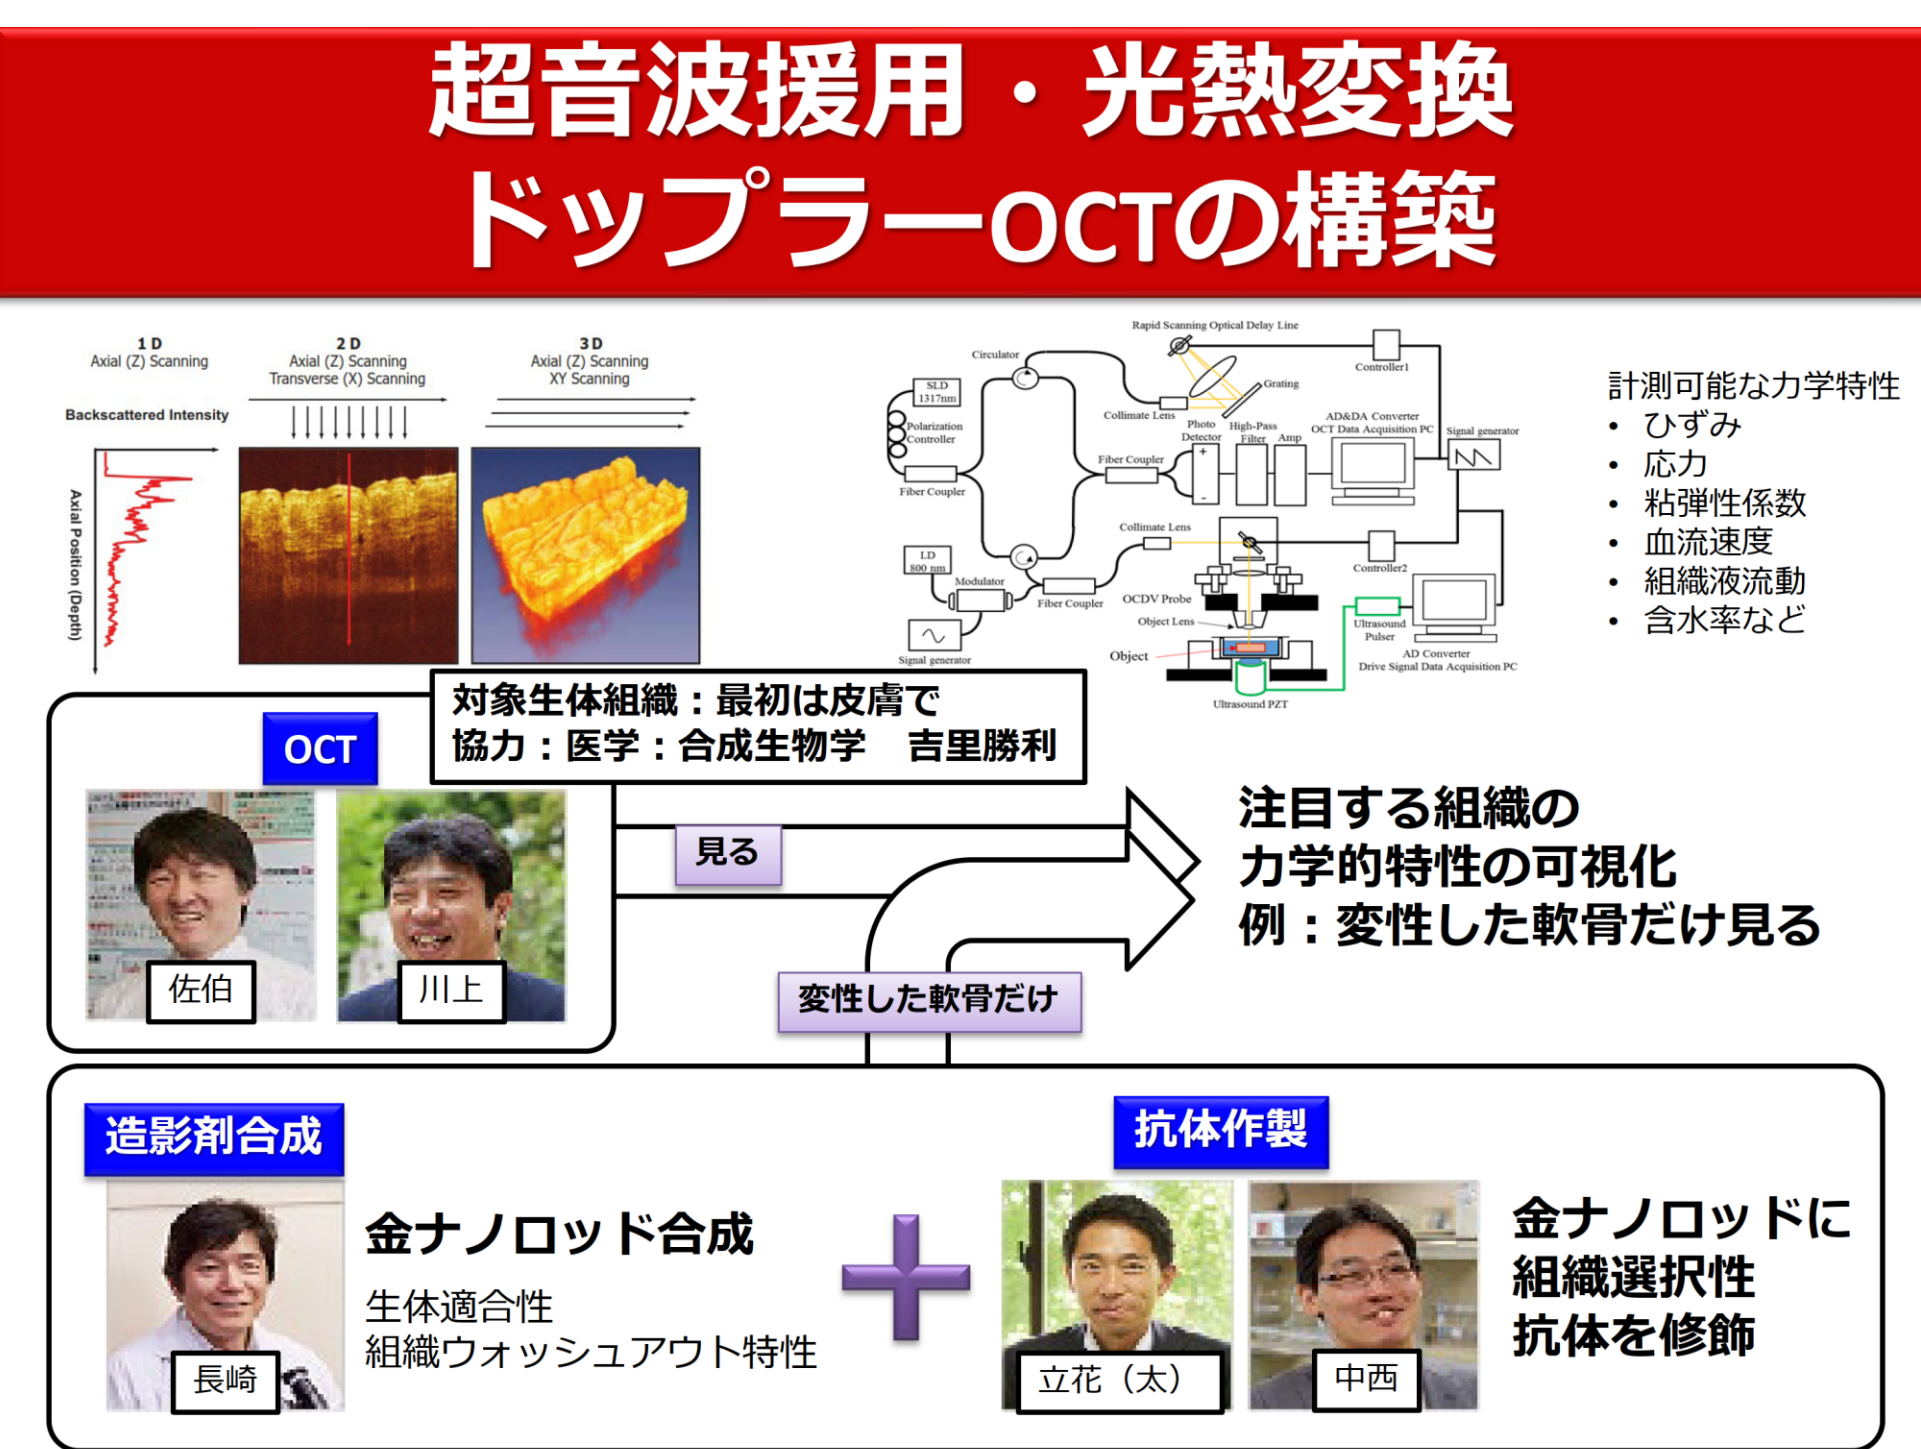 超音波援用・光熱変換
ドップラーOCTの構築
1D
Axial (Z) Scanning
2D
Axial (Z) Scanning
Transverse (X) Scanning
3D
Axial (Z) Scanning
XY Scanning
Backscattered Intensity
Axial Position (Depth)
Rapid Scanning Optical Delay Line
Circulator
Controller1
SLD
1317nm
Grating
Collimate Lens
Polarization
Controller
Photo
Detector
High-Pass
Filter
Amp
AD&DA Converter
OCT Data Acquisition PC
Signal generator
Fiber Coupler
Fiber Coupler
+
-
Collimate Lens
LD
800 nm
Modulator
Fiber Coupler
Controller2
OCDV Probe
Object Lens
Ultrasound
Pulser
Signal generator
Object
AD Converter
Drive Signal Data Acquisition PC
Ultrasound PZT
計測可能な力学特性
• ひずみ
• 応力
• 粘弾性係数
• 血流速度
• 組織液流動
• 含水率など
対象生体組織：最初は皮膚で
協力：医学：合成生物学　吉里勝利
OCT
佐伯
川上
見る
変性した軟骨だけ
注目する組織の
力学的特性の可視化
例：変性した軟骨だけ見る
造影剤合成
長崎
金ナノロッド合成
生体適合性
組織ウォッシュアウト特性
抗体作製
立花（太）
中西
金ナノロッドに
組織選択性
抗体を修飾